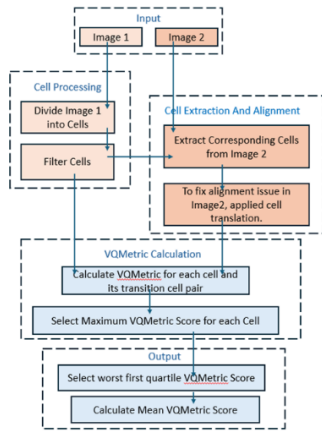 Input
Image 1
Image 2
Cell Processing
Divide Image 1
into Cells
Filter Cells
Cell Extraction And Alignment
Extract Corresponding Cells
from Image 2
To fix alignment issue in
Image2, applied cell
translation.
VQMetric Calculation
Calculate VQMetric for each cell and
its transition cell pair
Select Maximum VQMetric Score for each Cell
Output
Select worst first quartile VQMetric Score
Calculate Mean VQMetric Score